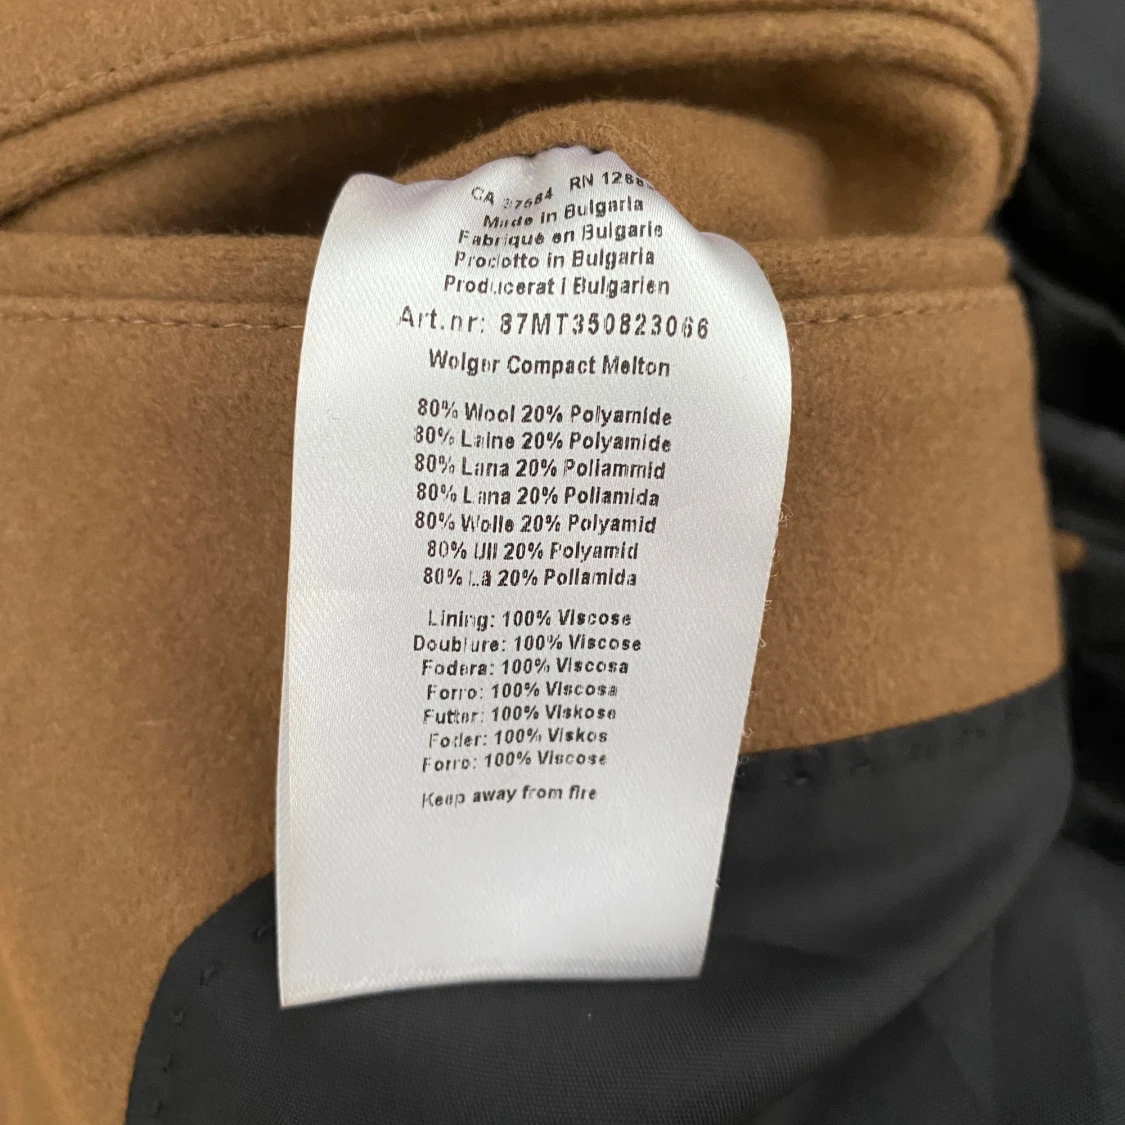 CA 37684 RN
Made in Bulgaria
Fabriqué en Bulgarie
Prodotto in Bulgaria
Producerat i Bulgarien
Art.nr: 87MT350823066
Wolger Compact Melton
80% Wool 20% Polyamide
80% Laine 20% Polyamide
80% Lana 20% Poliammid
80% Lana 20% Poliamida
80% Wolle 20% Polyamid
80% Ull 20% Polyamid
80% Lã 20% Poliamida
Lining: 100% Viscose
Doublure: 100% Viscose
Fodera: 100% Viscosa
Forro: 100% Viscosa
Futter: 100% Viskose
Foder: 100% Viskos
Forro: 100% Viscose
Keep away from fire